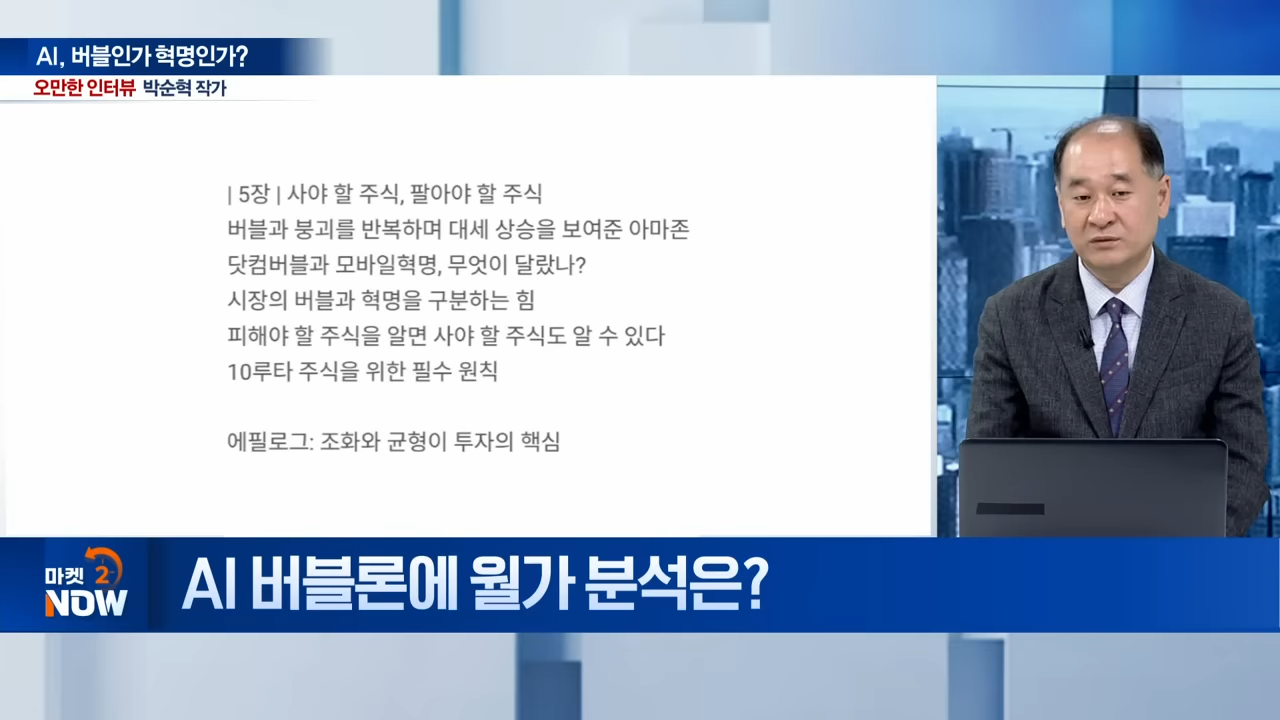 AI, 버블인가 혁명인가?
오만한 인터뷰 박순혁 작가
| 5장 | 사야 할 주식, 팔아야 할 주식
버블과 붕괴를 반복하며 대세 상승을 보여준 아마존
닷컴버블과 모바일혁명, 무엇이 달랐나?
시장의 버블과 혁명을 구분하는 힘
피해야 할 주식을 알면 사야 할 주식도 알 수 있다
10루타 주식을 위한 필수 원칙
에필로그: 조화와 균형이 투자의 핵심
마켓 2
NOW
AI 버블론에 월가 분석은?